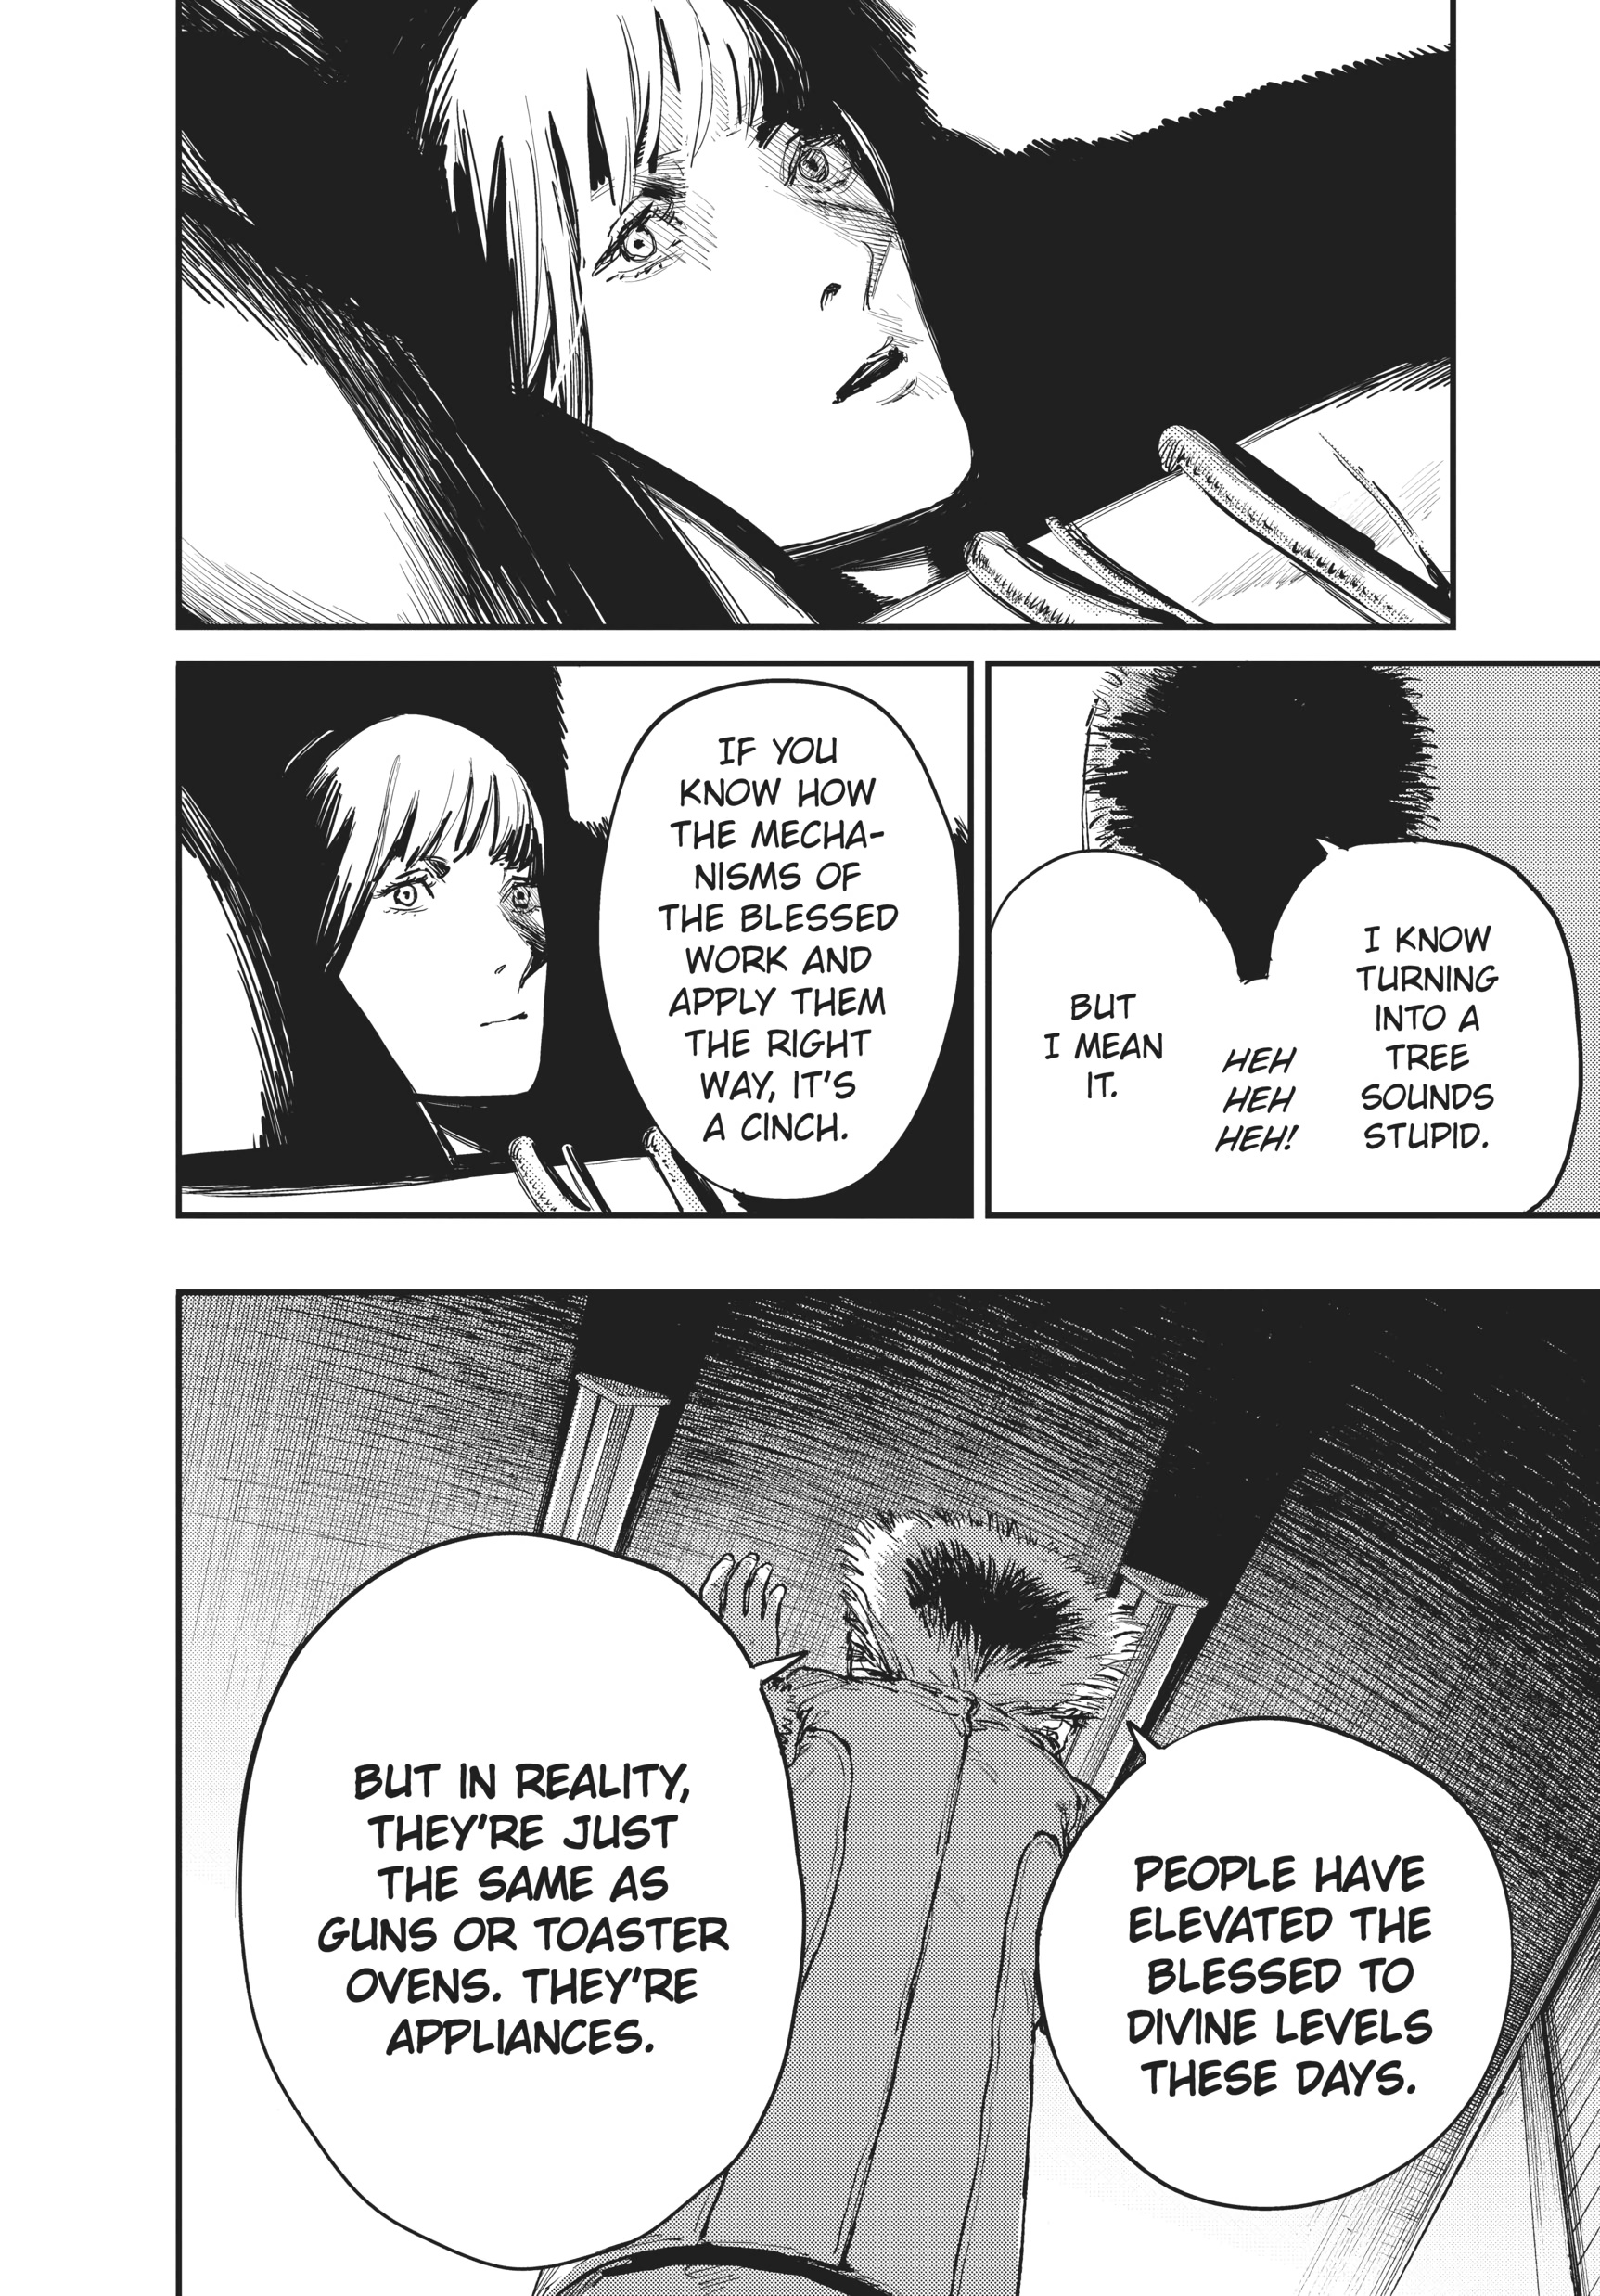 I KNOW
TURNING
INTO A
TREE
SOUNDS
STUPID.
HEH
HEH
HEH!
BUT
I MEAN
IT.
IF YOU
KNOW HOW
THE MECHA-
NISMS OF
THE BLESSED
WORK AND
APPLY THEM
THE RIGHT
WAY, IT'S
A CINCH.
PEOPLE HAVE
ELEVATED THE
BLESSED TO
DIVINE LEVELS
THESE DAYS.
BUT IN REALITY,
THEY'RE JUST
THE SAME AS
GUNS OR TOASTER
OVENS. THEY'RE
APPLIANCES.